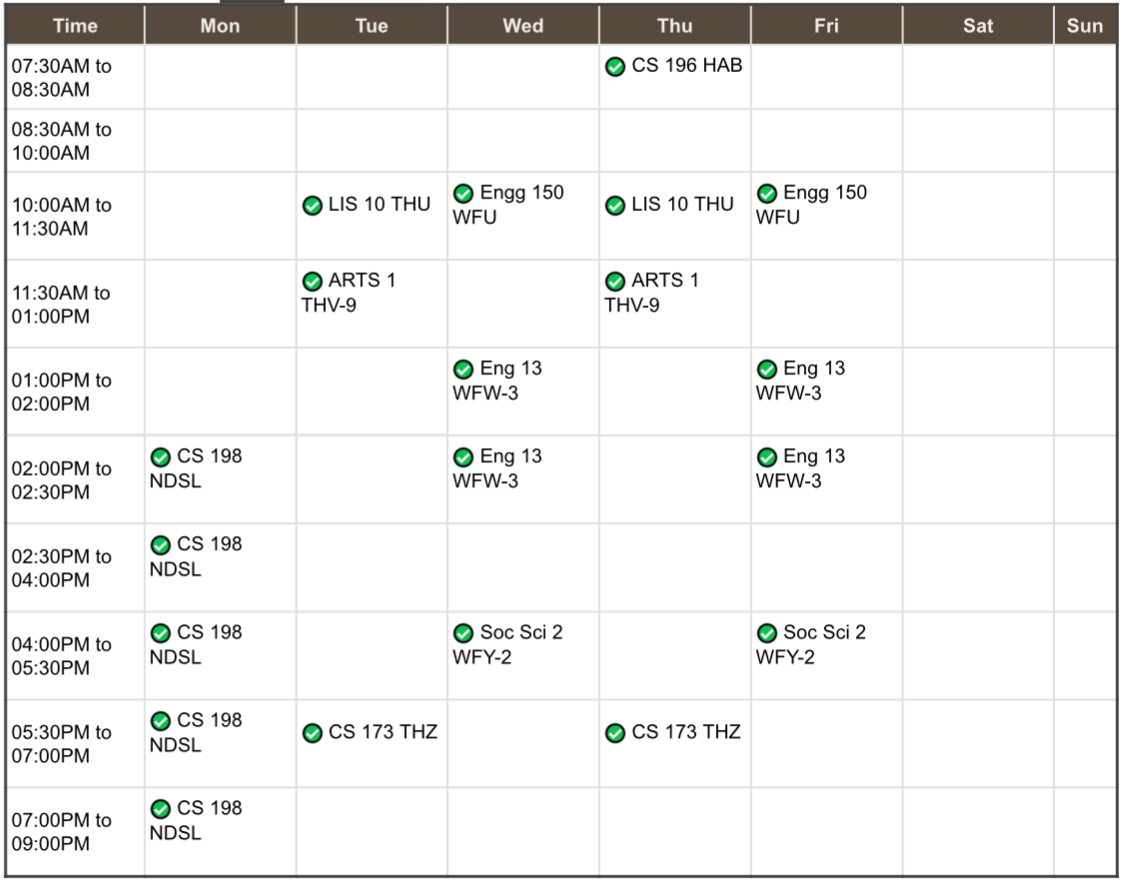 Time Mon Tue Wed Thu Fri Sat Sun
07:30AM to
08:30AM
CS 196 HAB
08:30AM to
10:00AM
10:00AM to
11:30AM
LIS 10 THU
Engg 150
WFU
LIS 10 THU
Engg 150
WFU
11:30AM to
01:00PM
ARTS 1
THV-9
ARTS 1
THV-9
01:00PM to
02:00PM
Eng 13
WFW-3
Eng 13
WFW-3
02:00PM to
02:30PM
CS 198
NDSL
Eng 13
WFW-3
Eng 13
WFW-3
02:30PM to
04:00PM
CS 198
NDSL
04:00PM to
05:30PM
CS 198
NDSL
Soc Sci 2
WFY-2
Soc Sci 2
WFY-2
05:30PM to
07:00PM
CS 198
NDSL
CS 173 THZ
CS 173 THZ
07:00PM to
09:00PM
CS 198
NDSL